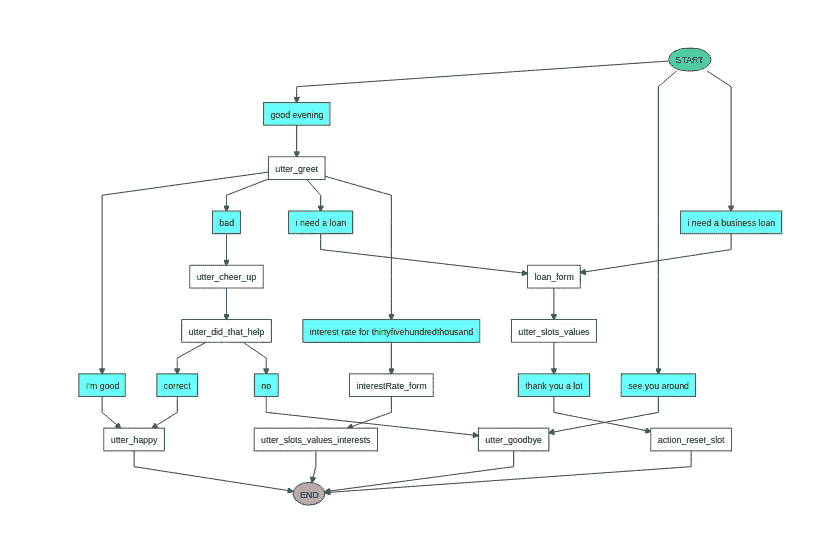 START
good evening
utter_greet
bad
i need a loan
i need a business loan
utter_cheer_up
loan_form
utter_did_that_help
interest rate for thirtyfivehundredthousand
utter_slots_values
I'm good
correct
no
interestRate_form
thank you a lot
see you around
utter_happy
utter_slots_values_interests
utter_goodbye
action_reset_slot
END